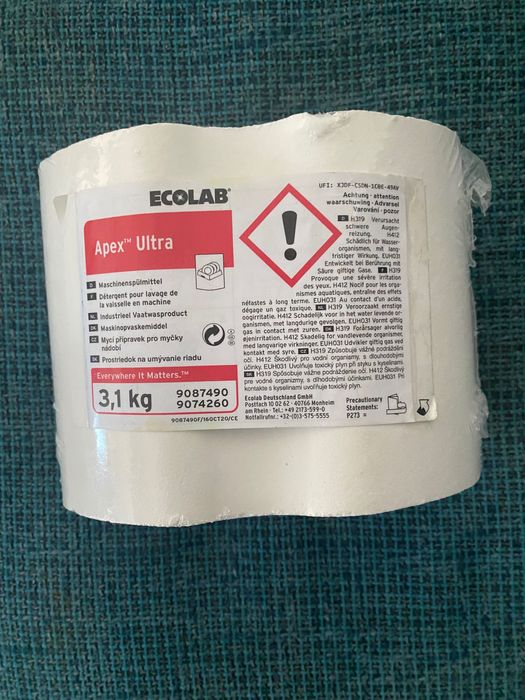 ECOLAB®
Apex™ Ultra
D Maschinenspülmittel
F Détergent pour lavage de
la vaisselle en machine
NL Industrieel Vaatwasproduct
DK Maskinopvaskemiddel
CZ Mycí přípravek pro myčky
nádobí
SK Prostriedok na umývanie riadu
Everywhere It Matters.™
3,1 kg
9087490
9074260
9087490F/160CT20/CE
UFI:
Achtung - attention
waarschuwing - Advarsel
Varování - pozor
D H319 Verursacht
schwere Augen-
reizung. H412
Schädlich für Wasser-
organismen, mit lang-
fristiger Wirkung. EUH031
Entwickelt bei Berührung mit
Säure giftige Gase. F H319
Provoque une sévère irritation
des yeux. H412 Nocif pour les orga-
nismes aquatiques, entraîne des effets
néfastes à long terme. EUH031 Au contact d'un acide,
dégage un gaz toxique. NL H319 Veroorzaakt ernstige
oogirritatie. H412 Schadelijk voor in het water levende or-
ganismen, met langdurige gevolgen. EUH031 Vormt giftig
gas in contact met zuren. DK H319 Forårsager alvorlig
øjenirritation. H412 Skadelig for vandlevende organismer,
med langvarige virkninger. EUH031 Udvikler giftig gas ved
kontakt med syre. CZ H319 Způsobuje vážné podráždění
očí. H412 Škodlivý pro vodní organismy, s dlouhodobými
účinky. EUH031 Uvolňuje toxický plyn při styku s kyselinami.
SK H319 Spôsobuje vážne podráždenie očí. H412 Škodlivý
pre vodné organizmy, s dlhodobými účinkami. EUH031 Pri
kontakte s kyselinami uvoľňuje toxický plyn.
Ecolab Deutschland GmbH
Postfach 10 02 62 - 40766 Monheim
am Rhein - Tel.: +49 2173-599-0
Notfallrufnr.: +32-(0)3-575-5555
Precautionary
Statements:
P273